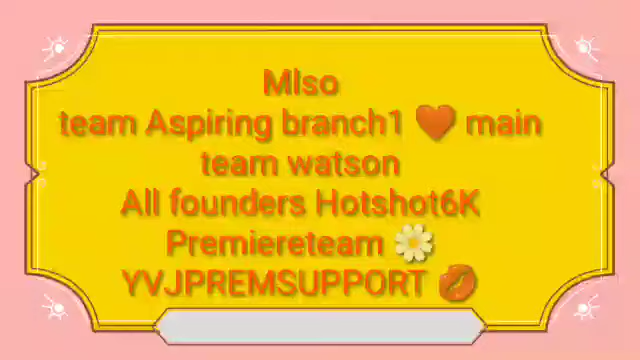 Mlso
team Aspiring branch1 🧡 main
team watson
All founders Hotshot6K
Premiereteam 🌼
YVJPREMSUPPORT 💋